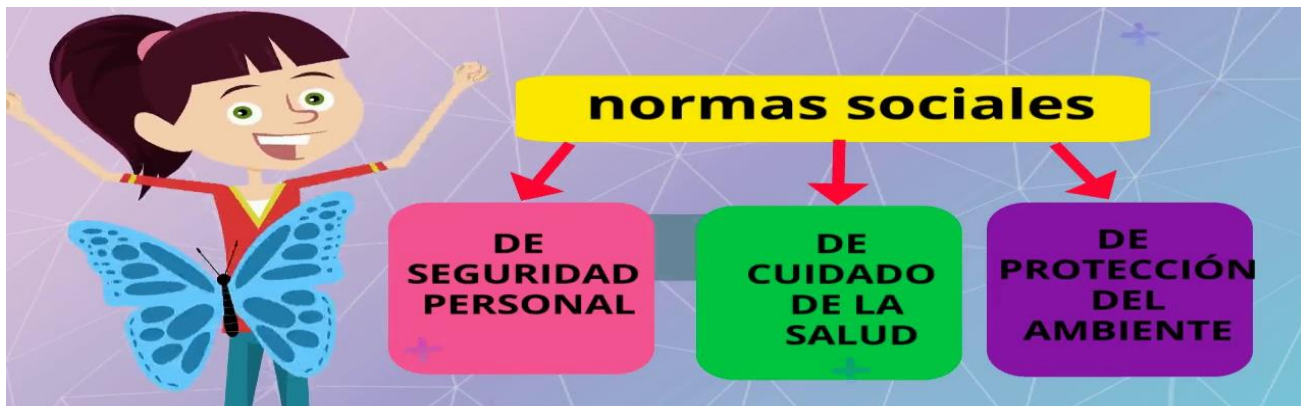 normas sociales
DE
SEGURIDAD
PERSONAL
DE
CUIDADO
DE LA
SALUD
DE
PROTECCIÓN
DEL
AMBIENTE